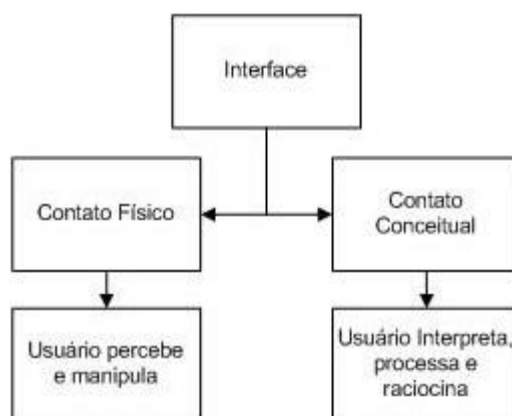 Interface
Contato Físico
Contato
Conceitual
Usuário percebe
e manipula
Usuário Interpreta,
processa e
raciocina